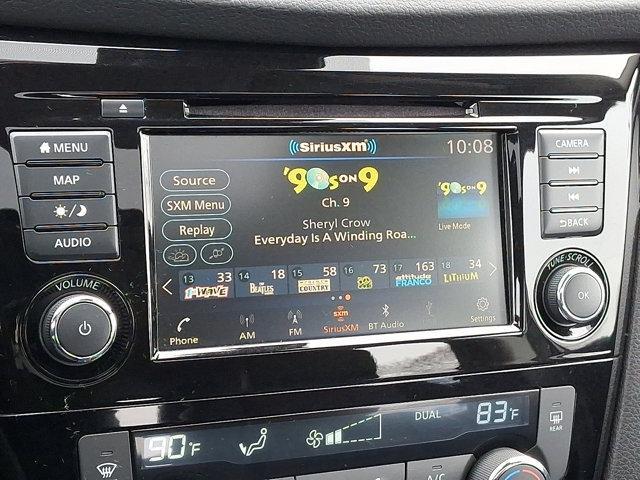 SiriusXM
10:08
'90s ON 9
'90s ON 9
Ch. 9
Live Mode
Sheryl Crow
Everyday Is A Winding Roa...
Source
SXM Menu
Replay
13 33
14 18
15 58
16 73
17 163
18 34
1st WAVE
BEATLES
COUNTRY
attitude
FRANCO
LITHIUM
Phone
AM
FM
sxm
SiriusXM
BT Audio
Settings
MENU
MAP
AUDIO
VOLUME
CAMERA
BACK
TUNE·SCROLL
OK
90°F
DUAL
83°F
REAR
A/C